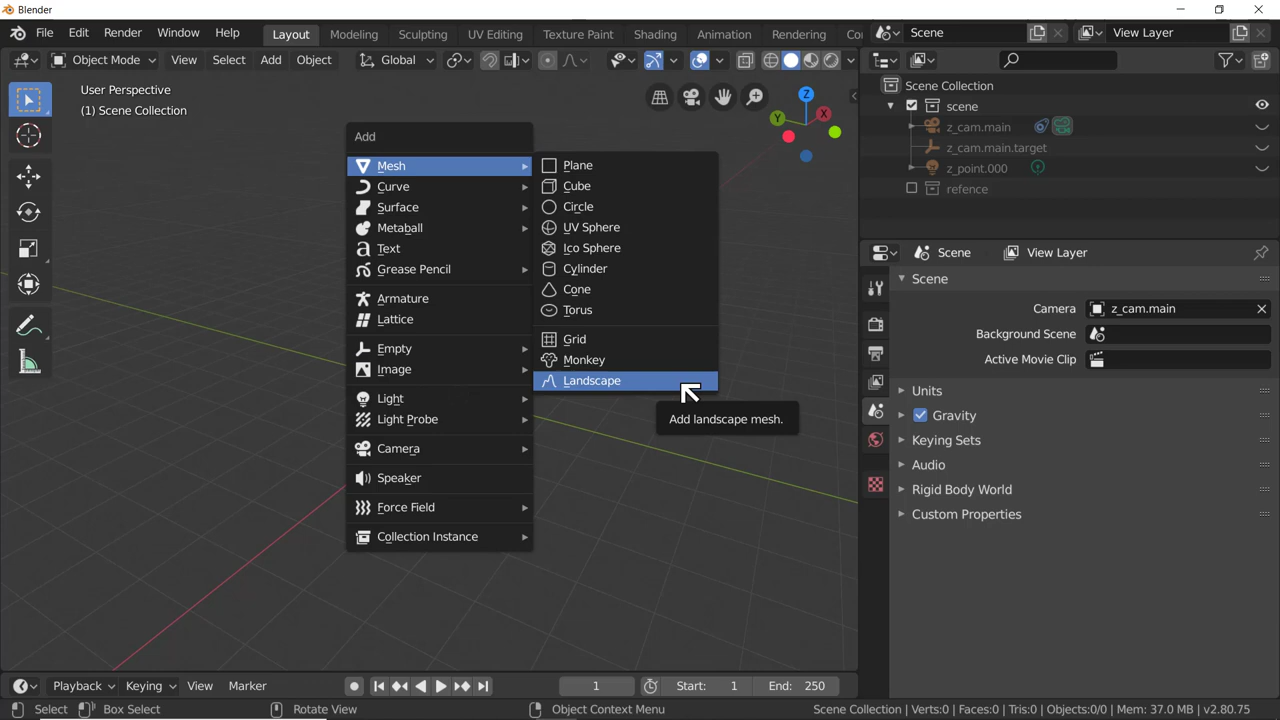 Blender
File Edit Render Window Help
Layout Modeling Sculpting UV Editing Texture Paint Shading Animation Rendering Co
Scene
View Layer
Object Mode View Select Add Object Global
User Perspective
(1) Scene Collection
Z
X
Y
Add
Mesh
Curve
Surface
Metaball
Text
Grease Pencil
Armature
Lattice
Empty
Image
Light
Light Probe
Camera
Speaker
Force Field
Collection Instance
Plane
Cube
Circle
UV Sphere
Ico Sphere
Cylinder
Cone
Torus
Grid
Monkey
Landscape
Add landscape mesh.
Scene Collection
scene
z_cam.main
z_cam.main.target
z_point.000
refence
Scene View Layer
Scene
Camera z_cam.main
Background Scene
Active Movie Clip
Units
Gravity
Keying Sets
Audio
Rigid Body World
Custom Properties
Playback Keying View Marker 1 Start: 1 End: 250
Select Box Select Rotate View Object Context Menu Scene Collection | Verts:0 | Faces:0 | Tris:0 | Objects:0/0 | Mem: 37.0 MB | v2.80.75